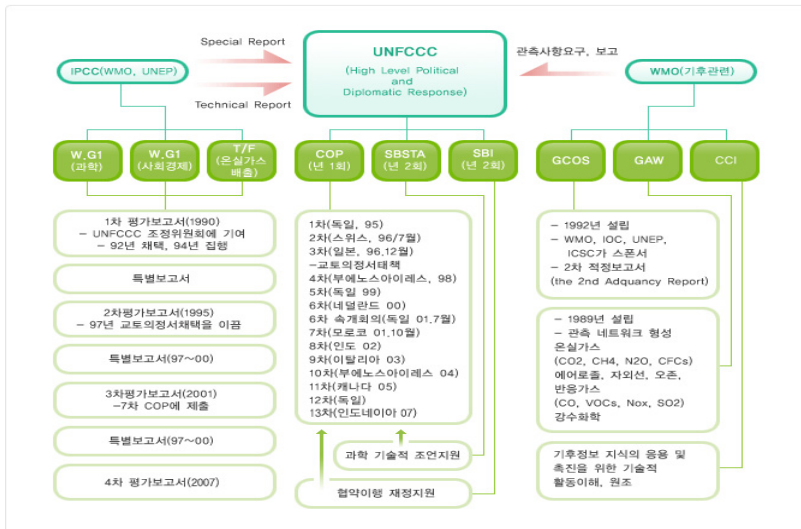 Special Report
UNFCCC
(High Level Political
and
Diplomatic Response)
관측사항요구, 보고
IPCC(WMO, UNEP)
WMO(기후관련)
Technical Report
W.G1
(과학)
W.G1
(사회경제)
T/F
(온실가스
배출)
COP
(년 1회)
SBSTA
(년 2회)
SBI
(년 2회)
GCOS
GAW
CCI
1차 평가보고서(1990)
- UNFCCC 조정위원회에 기여
- 92년 채택, 94년 집행
특별보고서
2차평가보고서(1995)
- 97년 교토의정서채택을 이끔
특별보고서(97~00)
3차평가보고서(2001)
-7차 COP에 제출
특별보고서(97~00)
4차 평가보고서(2007)
1차(독일, 95)
2차(스위스, 96/7월)
3차(일본, 96.12월)
-교토의정서태책
4차(부에노스아이레스, 98)
5차(독일 99)
6차(네덜란드 00)
6차 속개회의(독일 01.7월)
7차(모로코 01.10월)
8차(인도 02)
9차(이탈리아 03)
10차(부에노스아이레스 04)
11차(캐나다 05)
12차(독일)
13차(인도네이아 07)
과학 기술적 조언지원
협약이행 재정지원
- 1992년 설립
- WMO, IOC, UNEP,
ICSC가 스폰서
- 2차 적정보고서
(the 2nd Adquancy Report)
- 1989년 설립
- 관측 네트워크 형성
온실가스
(CO2, CH4, N2O, CFCs)
에어로졸, 자외선, 오존,
반응가스
(CO, VOCs, Nox, SO2)
강수화학
기후정보 지식의 응용 및
촉진을 위한 기술적
활동이해, 원조